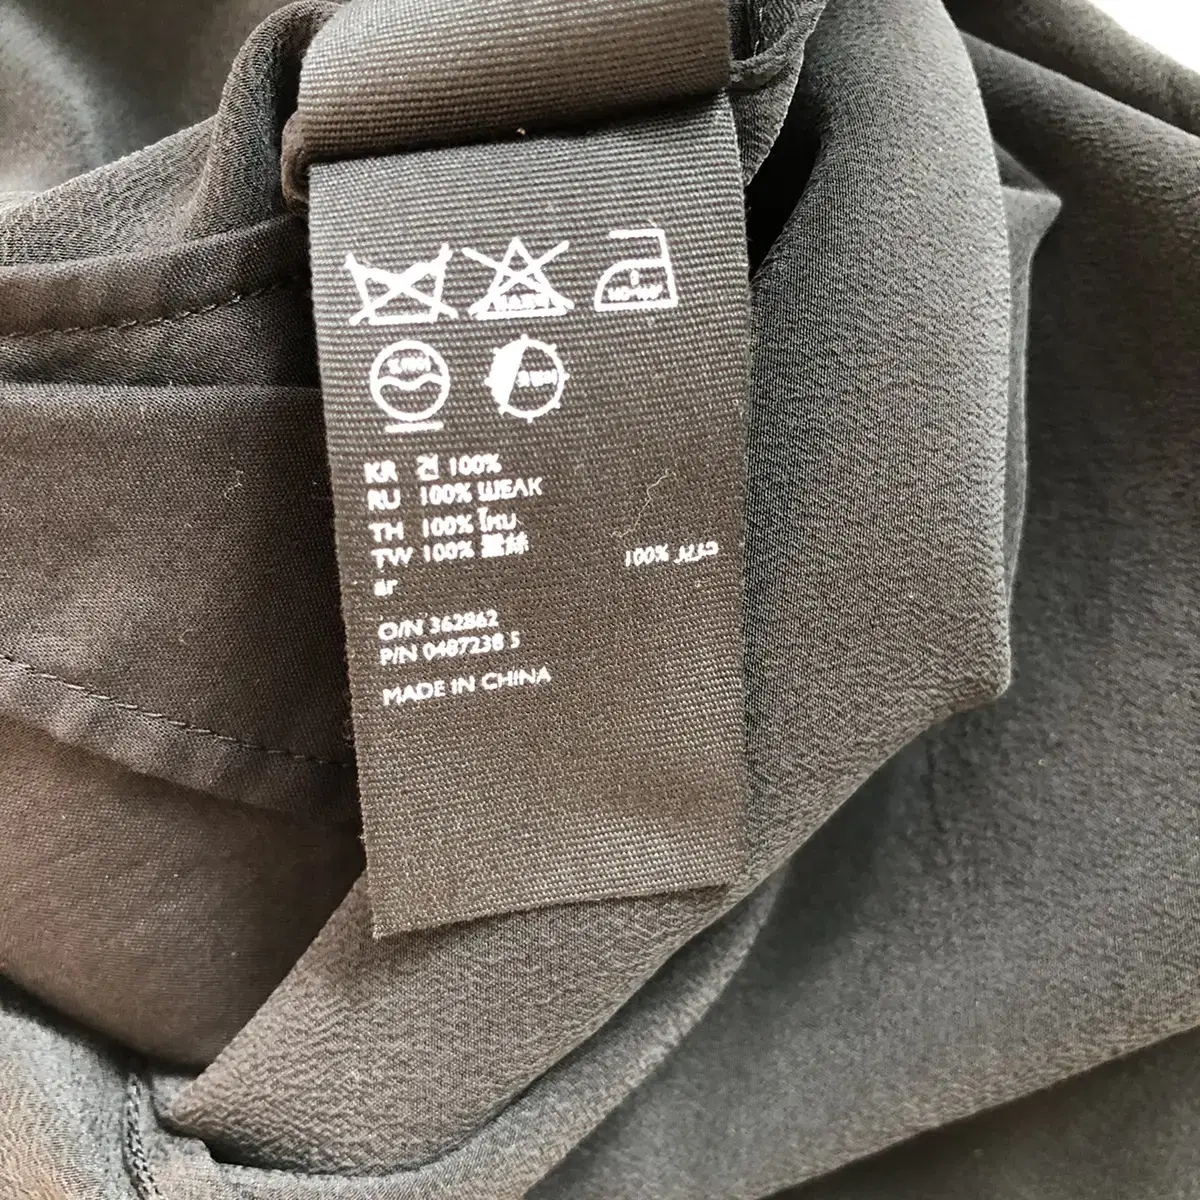 KR 견 100%
RU 100% ШЕЛК
TH 100% ไหม
TW 100% 蠶絲
ar 100% حرير
O/N 362862
P/N 0487238 5
MADE IN CHINA